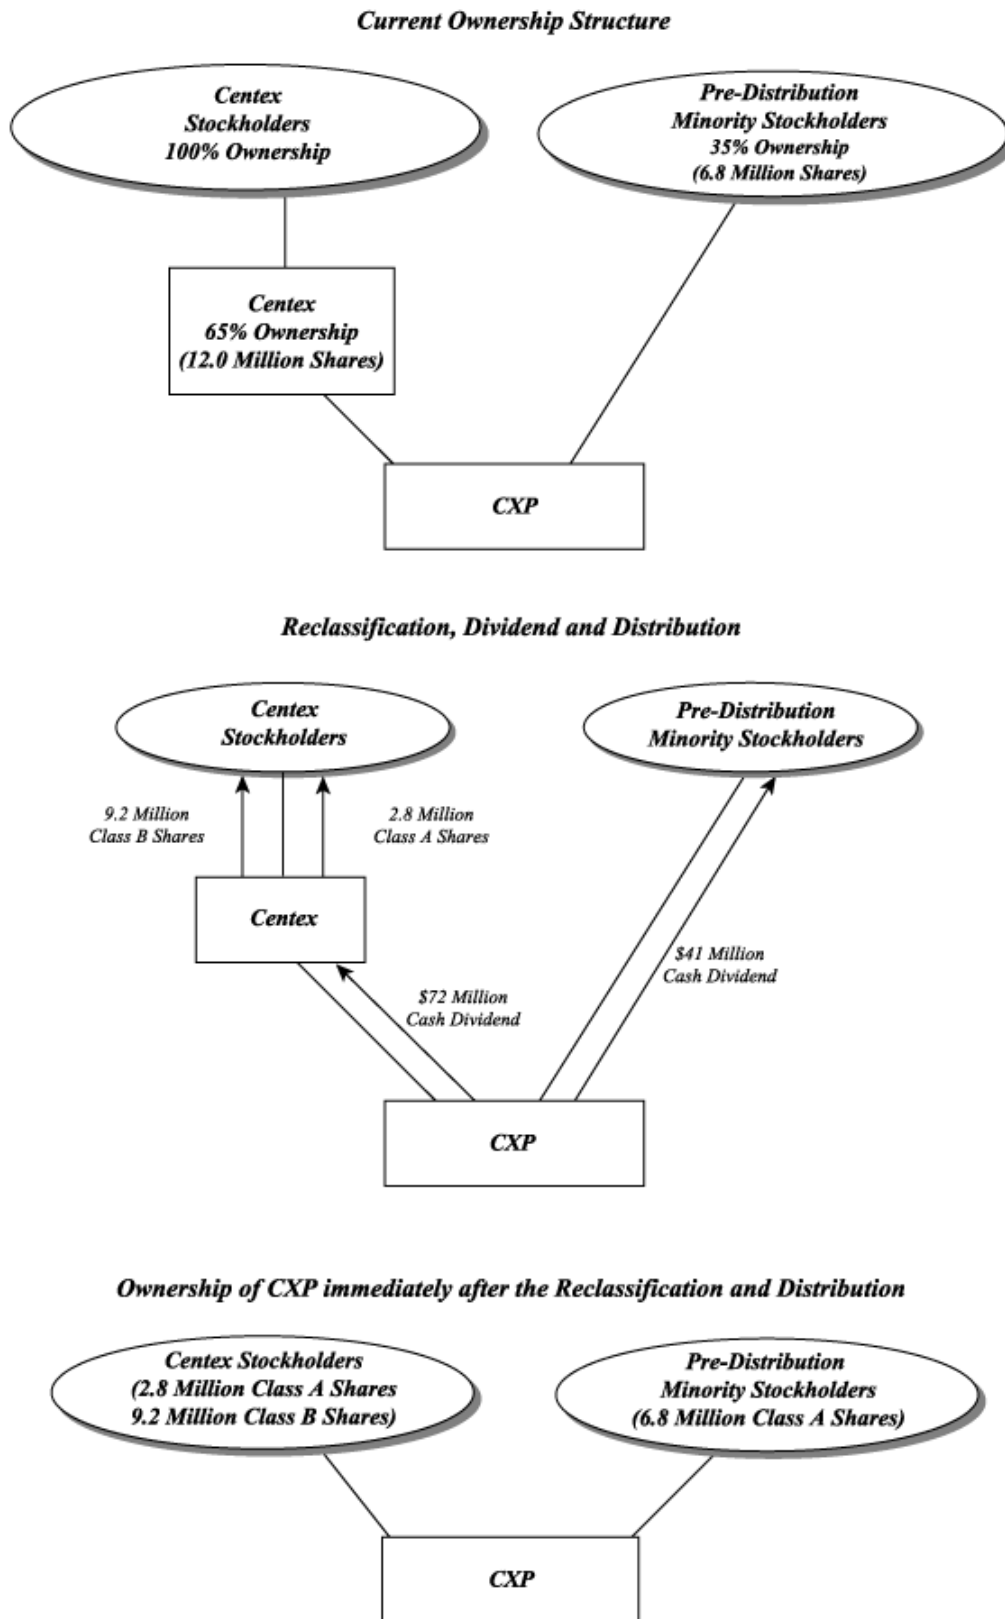 Current Ownership Structure
Centex
Stockholders
100% Ownership
Pre-Distribution
Minority Stockholders
35% Ownership
(6.8 Million Shares)
Centex
65% Ownership
(12.0 Million Shares)
CXP
Reclassification, Dividend and Distribution
Centex
Stockholders
Pre-Distribution
Minority Stockholders
9.2 Million
Class B Shares
2.8 Million
Class A Shares
Centex
$72 Million
Cash Dividend
$41 Million
Cash Dividend
CXP
Ownership of CXP immediately after the Reclassification and Distribution
Centex Stockholders
(2.8 Million Class A Shares
9.2 Million Class B Shares)
Pre-Distribution
Minority Stockholders
(6.8 Million Class A Shares)
CXP